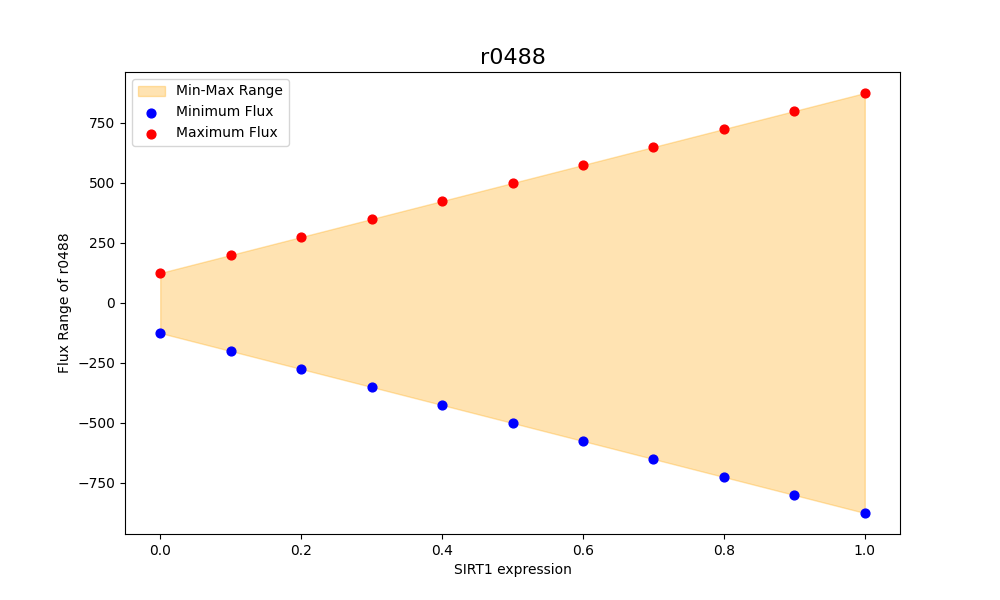 r0488
Min-Max Range
Minimum Flux
Maximum Flux
Flux Range of r0488
750
500
250
0
−250
−500
−750
0.0
0.2
0.4
0.6
0.8
1.0
SIRT1 expression